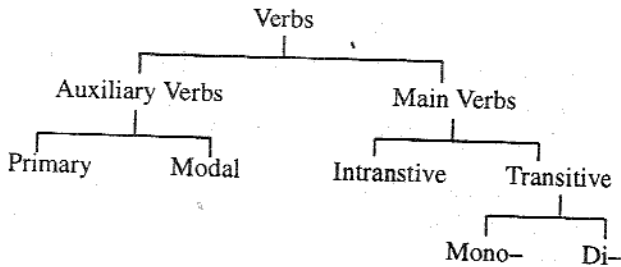 Verbs
Auxiliary Verbs Main Verbs
Primary Modal Intranstive Transitive
Mono– Di–